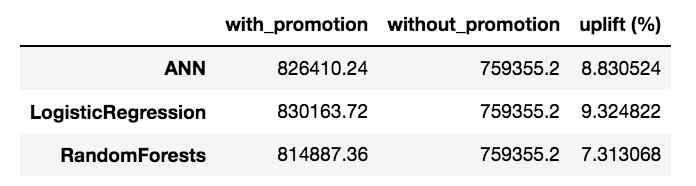 with_promotion without_promotion uplift (%)
ANN 826410.24 759355.2 8.830524
LogisticRegression 830163.72 759355.2 9.324822
RandomForests 814887.36 759355.2 7.313068